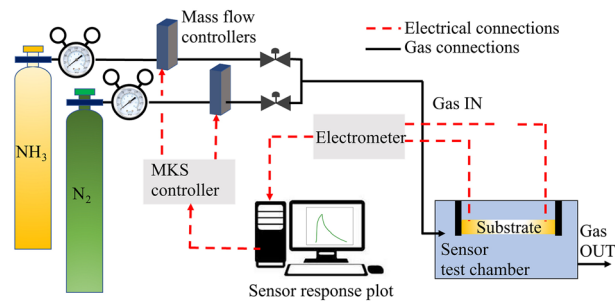 Mass flow
controllers
Electrical connections
Gas connections
Gas IN
NH3
N2
MKS
controller
Electrometer
Substrate
Sensor
test chamber
Gas
OUT
Sensor response plot